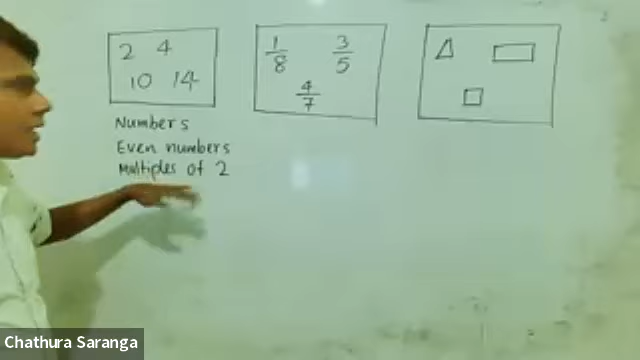 2 4
10 14
1/8 3/5
4/7
Numbers
Even numbers
Multiples of 2
Chathura Saranga